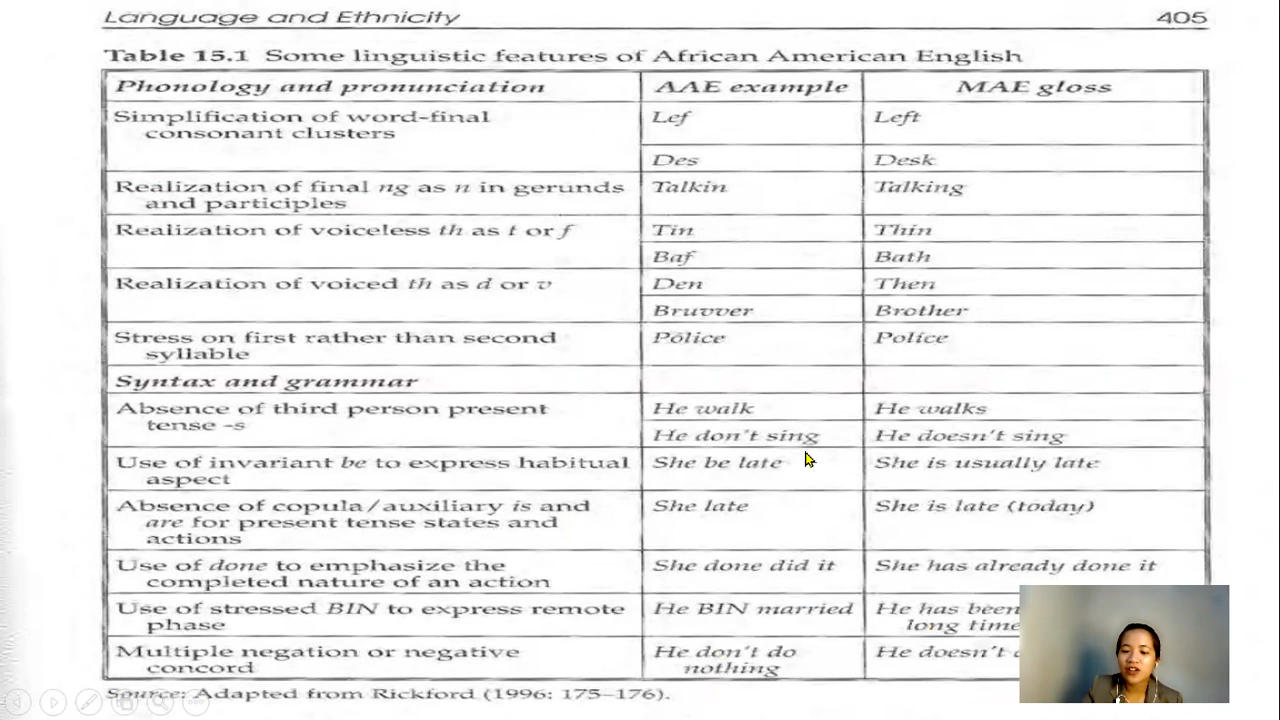 Language and Ethnicity 405
Table 15.1 Some linguistic features of African American English
Phonology and pronunciation AAE example MAE gloss
Simplification of word-final Lef Left
consonant clusters
Des Desk
Realization of final ng as n in gerunds Talkin Talking
and participles
Realization of voiceless th as t or f Tin Thin
Baf Bath
Realization of voiced th as d or v Den Then
Bruvver Brother
Stress on first rather than second Pólice Políce
syllable
Syntax and grammar
Absence of third person present He walk He walks
tense -s
He don't sing He doesn't sing
Use of invariant be to express habitual She be late She is usually late
aspect
Absence of copula/auxiliary is and She late She is late (today)
are for present tense states and
actions
Use of done to emphasize the She done did it She has already done it
completed nature of an action
Use of stressed BIN to express remote He BIN married He has been
phase long time
Multiple negation or negative He don't do He doesn't
concord nothing
Source: Adapted from Rickford (1996: 175–176).